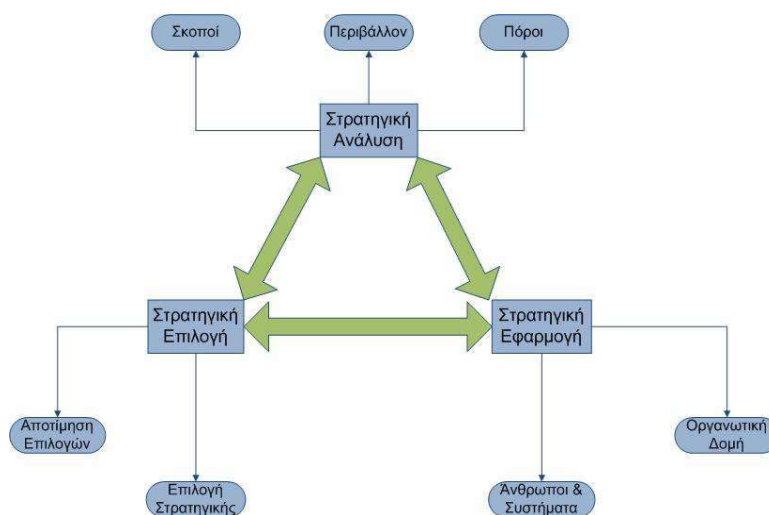 Σκοποί
Περιβάλλον
Πόροι
Στρατηγική
Ανάλυση
Στρατηγική
Επιλογή
Στρατηγική
Εφαρμογή
Αποτίμηση
Επιλογών
Οργανωτική
Δομή
Επιλογή
Στρατηγικής
Άνθρωποι &
Συστήματα